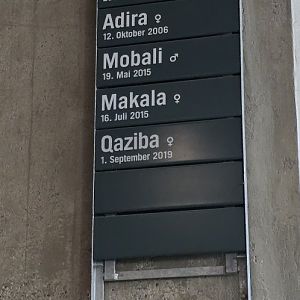 Adira ♀
12. Oktober 2006
Mobali ♂
19. Mai 2015
Makala ♀
16. Juli 2015
Qaziba ♀
1. September 2019